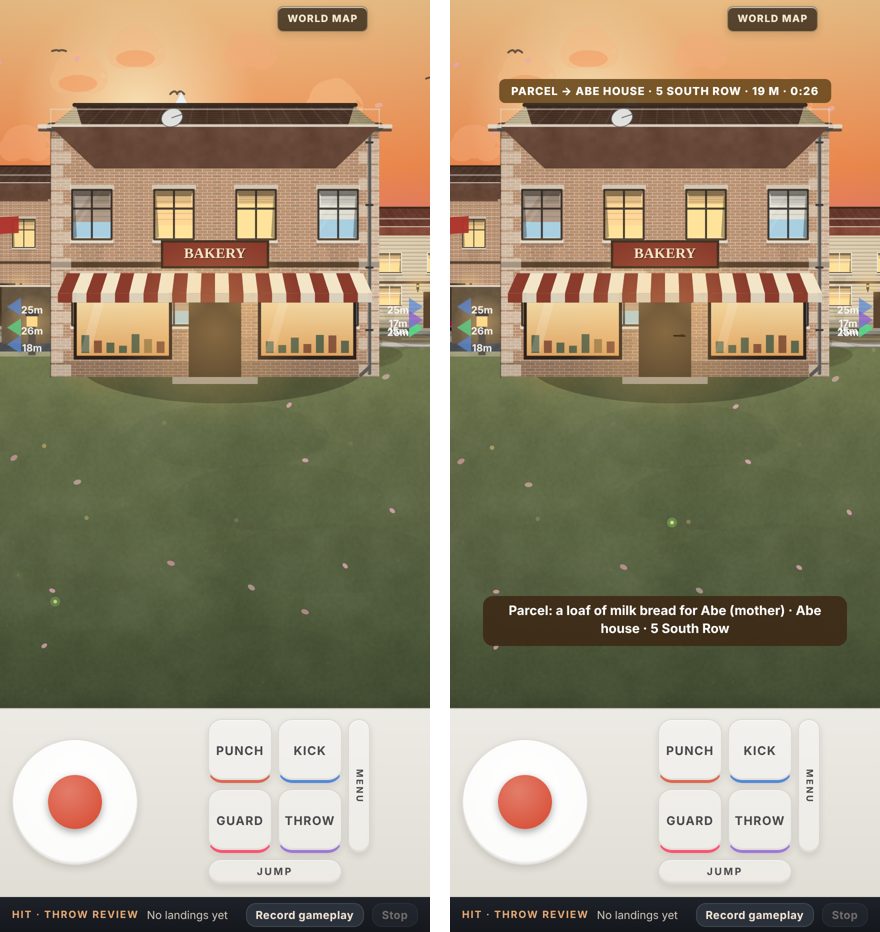 WORLD MAP
BAKERY
25m
26m
18m
25m
17m
PUNCH
KICK
GUARD
THROW
JUMP
MENU
HIT · THROW REVIEW No landings yet Record gameplay Stop
WORLD MAP
PARCEL → ABE HOUSE · 5 SOUTH ROW · 19 M · 0:26
BAKERY
25m
26m
18m
25m
17m
Parcel: a loaf of milk bread for Abe (mother) · Abe
house · 5 South Row
PUNCH
KICK
GUARD
THROW
JUMP
MENU
HIT · THROW REVIEW No landings yet Record gameplay Stop